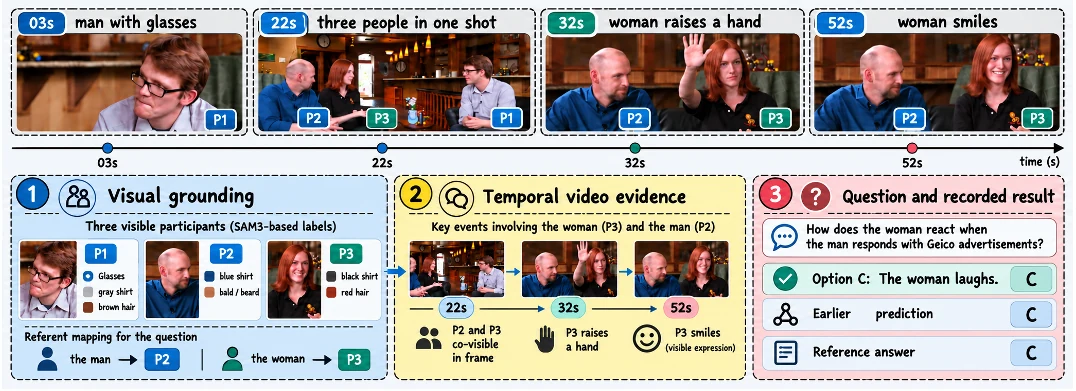 03s man with glasses
P1
22s three people in one shot
P2 P3 P1
32s woman raises a hand
P2 P3
52s woman smiles
P2 P3
03s 22s 32s 52s time (s)
1 Visual grounding
Three visible participants (SAM3-based labels)
P1
Glasses
gray shirt
brown hair
P2
blue shirt
bald / beard
P3
black shirt
red hair
Referent mapping for the question
the man → P2 | the woman → P3
2 Temporal video evidence
Key events involving the woman (P3) and the man (P2)
22s 32s 52s
P2 and P3
co-visible
in frame
P3 raises
a hand
P3 smiles
(visible expression)
3 ? Question and recorded result
How does the woman react when
the man responds with Geico advertisements?
Option C: The woman laughs. C
Earlier prediction C
Reference answer C